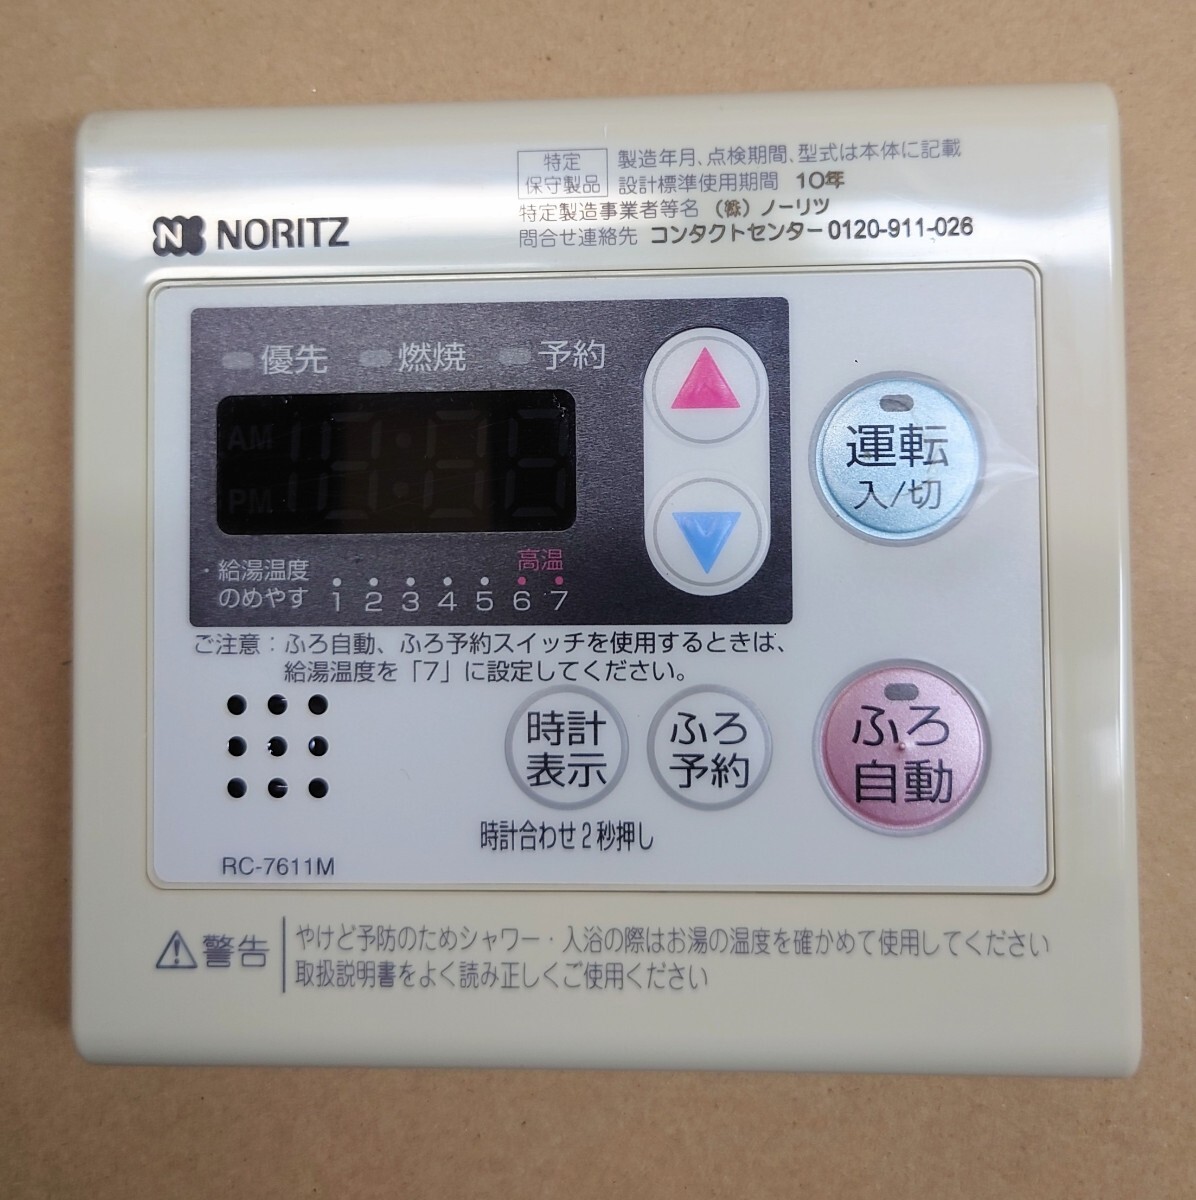 NORITZ
特定
保守製品
製造年月、点検期間、型式は本体に記載
設計標準使用期間 10年
特定製造事業者等名 (株) ノーリツ
問合せ連絡先 コンタクトセンター0120-911-026
優先 燃焼 予約
AM
PM
運転
入/切
給湯温度
のめやす
高温
1 2 3 4 5 6 7
ご注意：ふろ自動、ふろ予約スイッチを使用するときは、
給湯温度を「7」に設定してください。
時計
表示
ふろ
予約
ふろ
自動
時計合わせ2秒押し
RC-7611M
警告
やけど予防のためシャワー・入浴の際はお湯の温度を確かめて使用してください
取扱説明書をよく読み正しくご使用ください